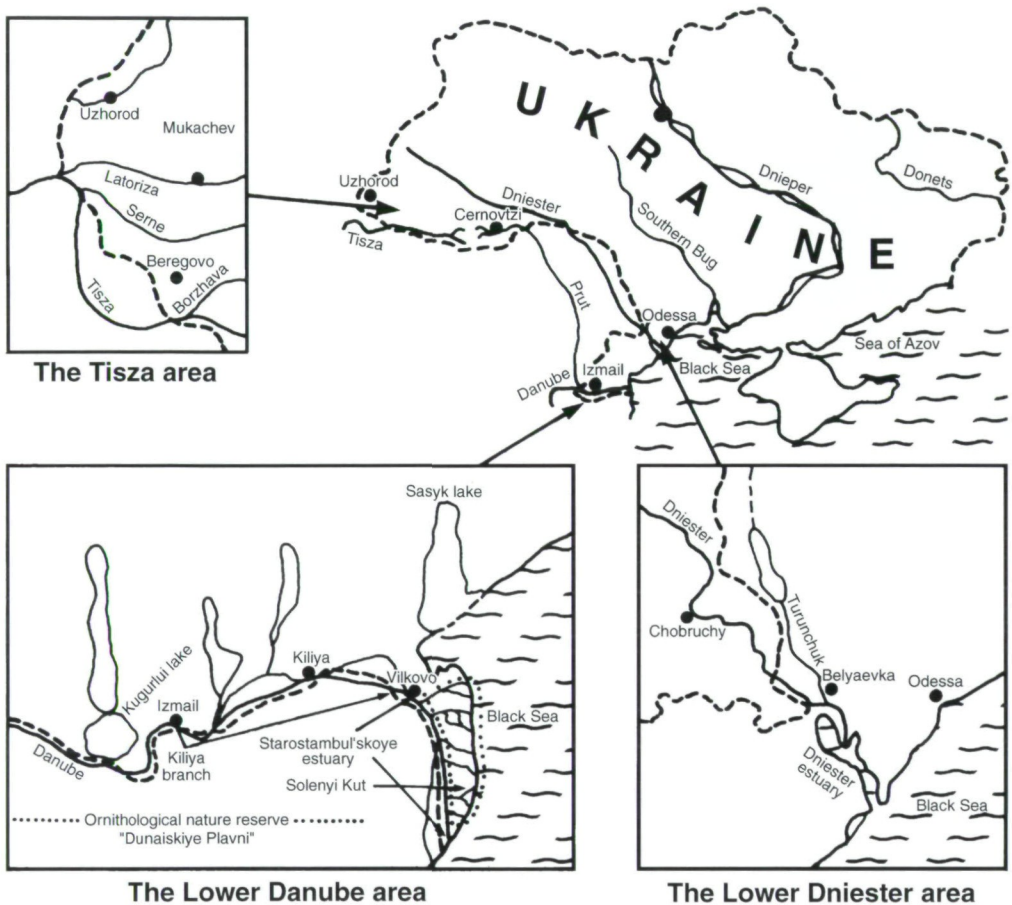 Uzhorod
Mukachev
Latoriza
Serne
Beregovo
Tisza
Borzhava
The Tisza area
UKRAINE
Uzhorod
Dniester
Cernovtzi
Tisza
Southern Bug
Dnieper
Donets
Prut
Odessa
Sea of Azov
Danube
Izmail
Black Sea
Sasyk lake
Kugurlui lake
Kiliya
Vilkovo
Izmail
Black Sea
Danube
Kiliya
branch
Starostambul'skoye
estuary
Solenyi Kut
Ornithological nature reserve
"Dunaiskiye Plavni"
The Lower Danube area
Dniester
Chobruchy
Turunchuk
Belyaevka
Odessa
Dniester
estuary
Black Sea
The Lower Dniester area